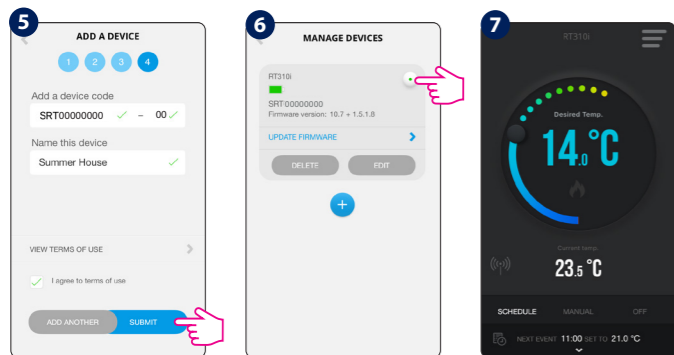 5
ADD A DEVICE
1 2 3 4
Add a device code
SRT00000000 – 00
Name this device
Summer House
VIEW TERMS OF USE
I agree to terms of use
ADD ANOTHER SUBMIT
6
MANAGE DEVICES
RT310i
SRT00000000
Firmware version: 10.7 + 1.5.1.8
UPDATE FIRMWARE
DELETE EDIT
+
7
RT310i
Desired Temp.
14.0 °C
Current temp.
23.5 °C
SCHEDULE MANUAL OFF
NEXT EVENT 11:00 SET TO 21.0 °C